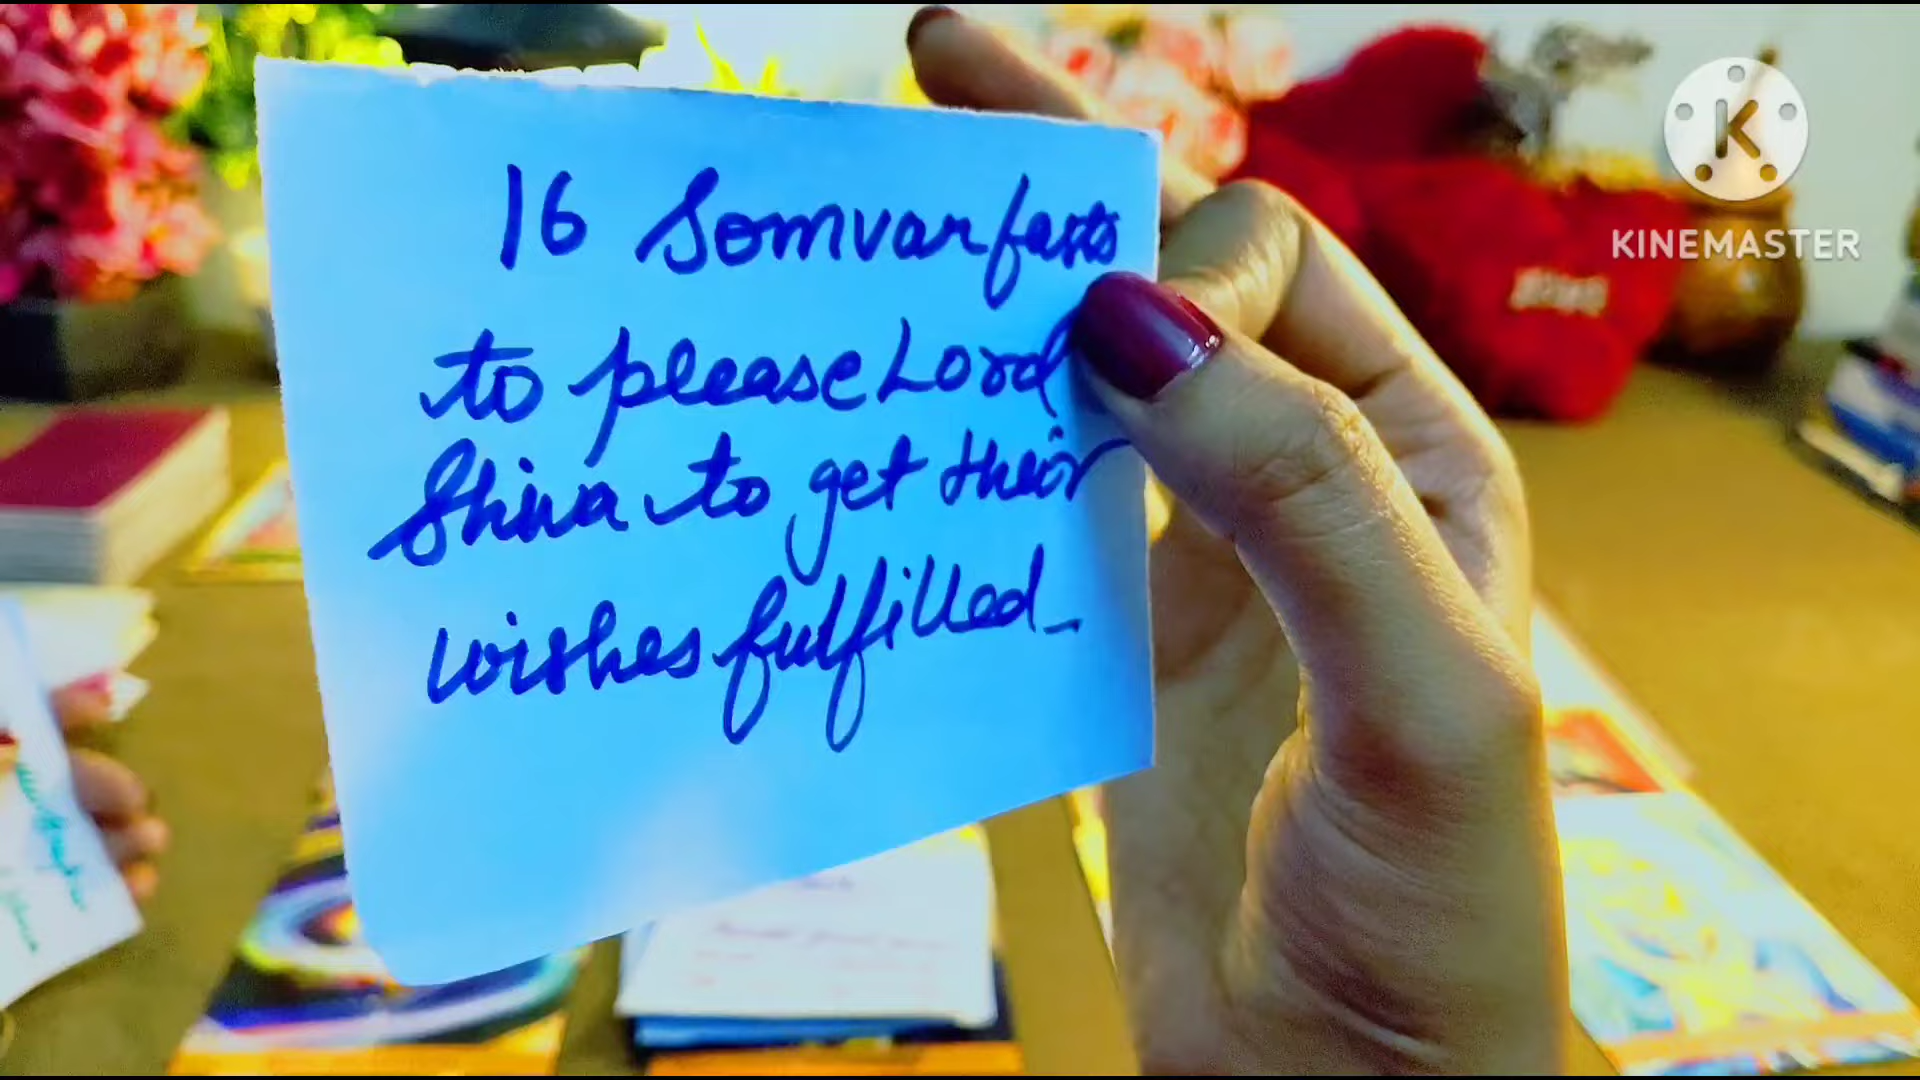 16 Somvar fasts
to please Lord
Shiva to get their
wishes fulfilled
KINEMASTER